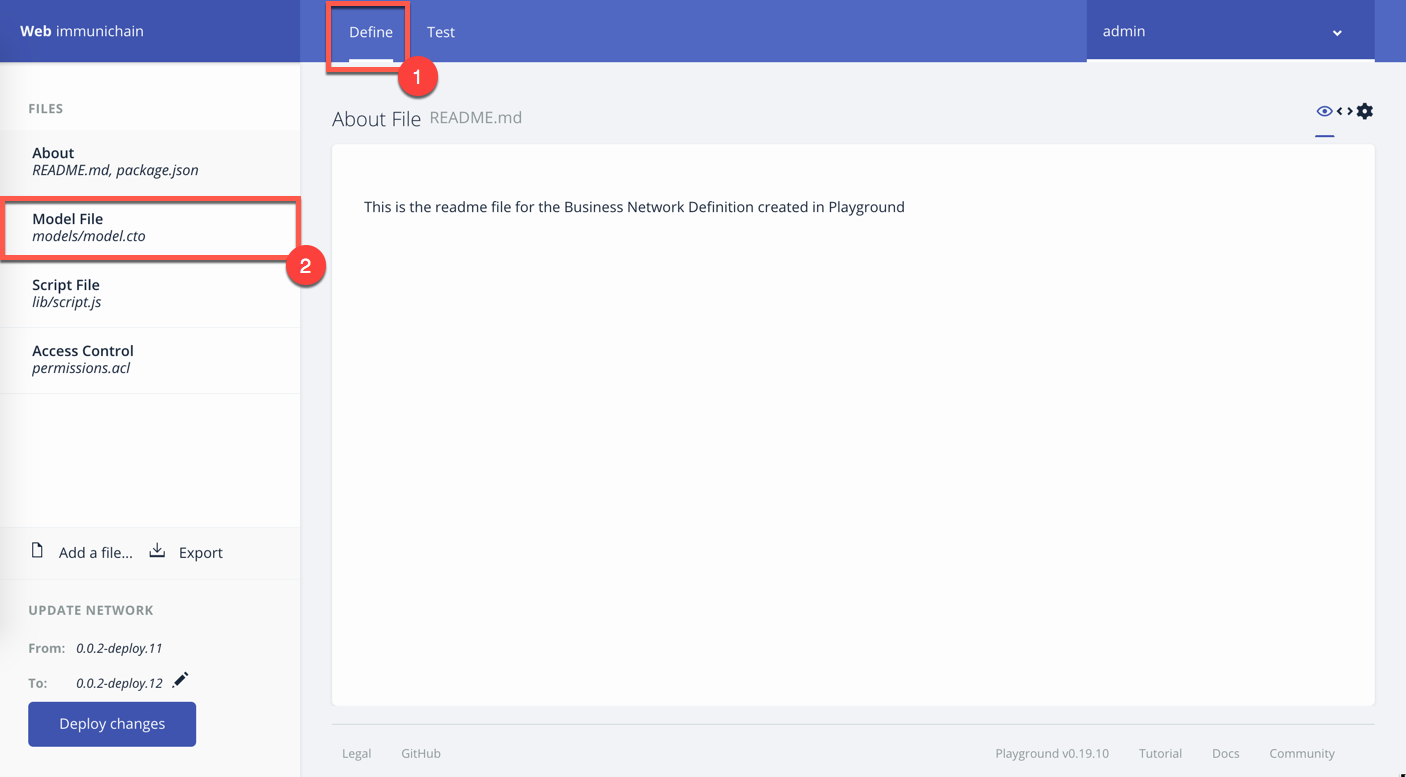 Web immunichain
Define
Test
admin
1
FILES
About
README.md, package.json
Model File
models/model.cto
2
Script File
lib/script.js
Access Control
permissions.acl
Add a file...
Export
UPDATE NETWORK
From: 0.0.2-deploy.11
To: 0.0.2-deploy.12
Deploy changes
About File README.md
This is the readme file for the Business Network Definition created in Playground
Legal
GitHub
Playground v0.19.10
Tutorial
Docs
Community